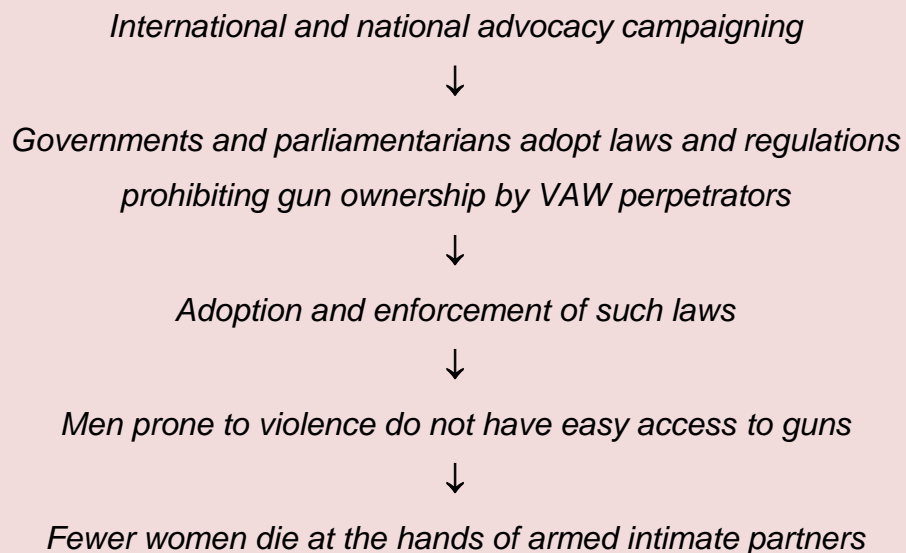 International and national advocacy campaigning
↓
Governments and parliamentarians adopt laws and regulations
prohibiting gun ownership by VAW perpetrators
↓
Adoption and enforcement of such laws
↓
Men prone to violence do not have easy access to guns
↓
Fewer women die at the hands of armed intimate partners